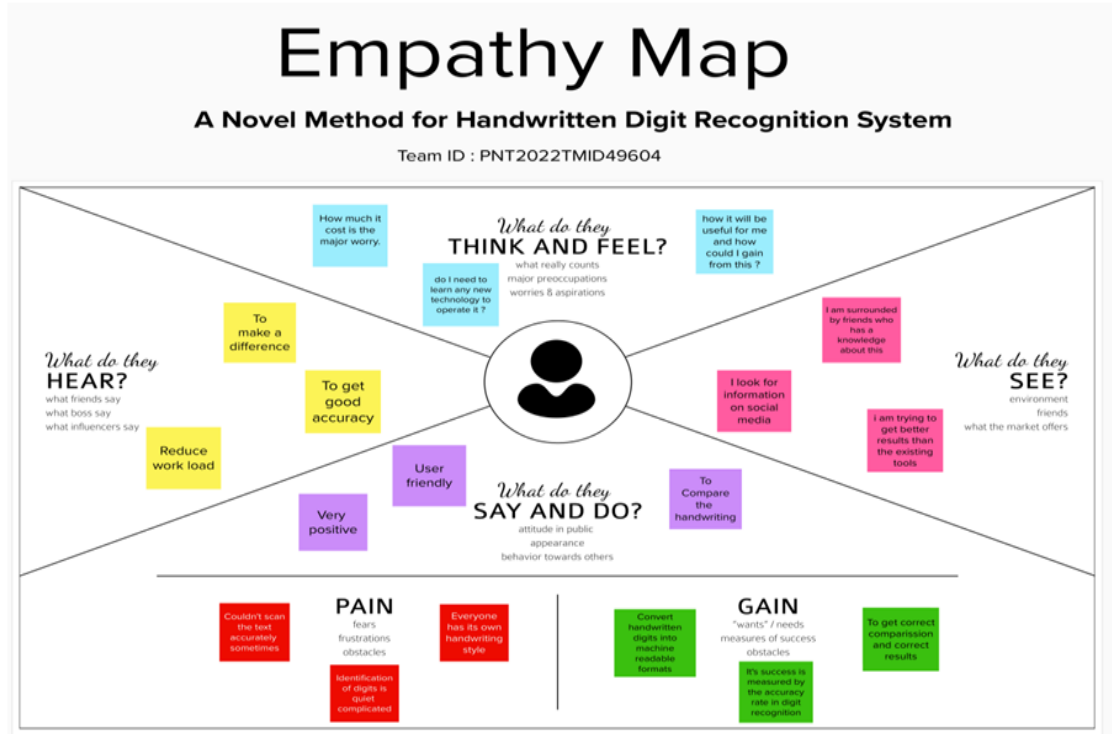 Empathy Map
A Novel Method for Handwritten Digit Recognition System
Team ID : PNT2022TMID49604
How much it
cost is the
major worry.
do I need to
learn any new
technology to
operate it ?
What do they
THINK AND FEEL?
what really counts
major preoccupations
worries & aspirations
how it will be
useful for me
and how
could I gain
from this ?
What do they
HEAR?
what friends say
what boss say
what influencers say
To
make a
difference
To get
good
accuracy
Reduce
work load
I am surrounded
by friends who
has a
knowledge
about this
I look for
information
on social
media
i am trying to
get better
results than
the existing
tools
What do they
SEE?
environment
friends
what the market offers
User
friendly
Very
positive
What do they
SAY AND DO?
attitude in public
appearance
behavior towards others
To
Compare
the
handwriting
Couldn't scan
the text
accurately
sometimes
PAIN
fears
frustrations
obstacles
Identification
of digits is
quiet
complicated
Everyone
has its own
handwriting
style
Convert
handwritten
digits into
machine
readable
formats
GAIN
"wants" / needs
measures of success
obstacles
It's success is
measured by
the accuracy
rate in digit
recognition
To get correct
comparission
and correct
results